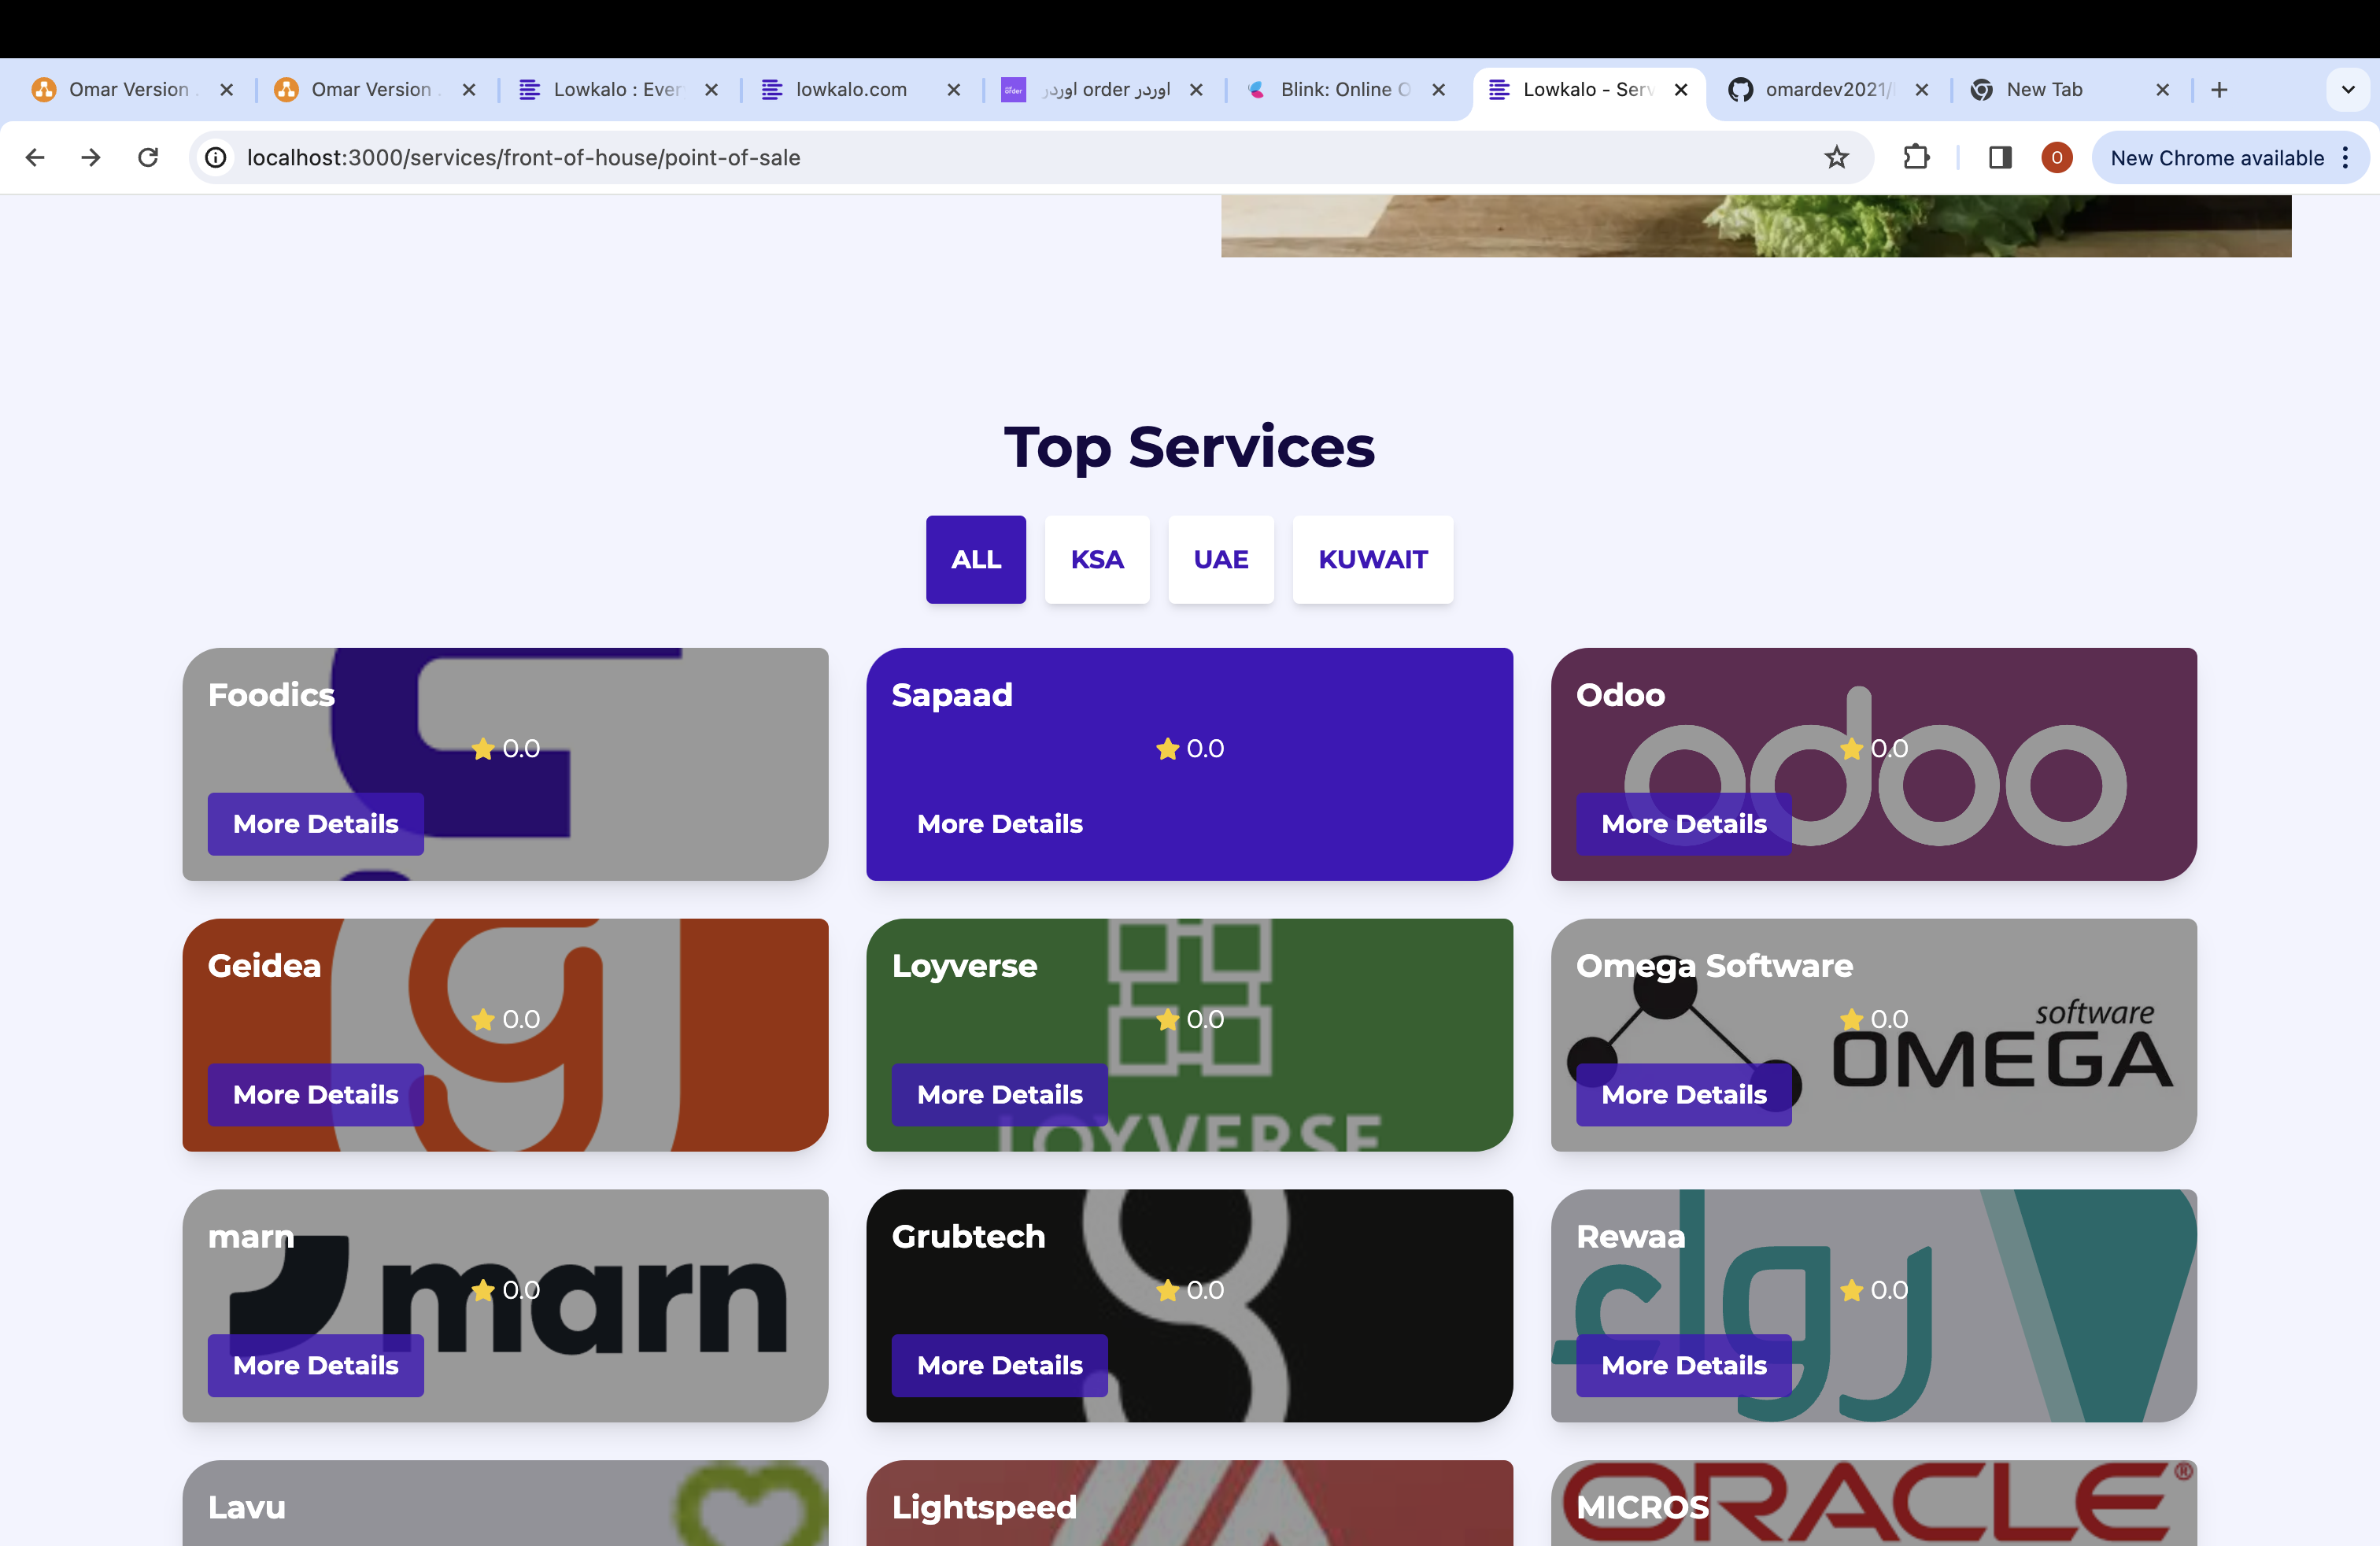 Omar Version
Omar Version
Lowkalo : Ever
lowkalo.com
اوردر order اوردر
Blink: Online O
Lowkalo - Serv
omardev2021/
New Tab
localhost:3000/services/front-of-house/point-of-sale
O
New Chrome available
Top Services
ALL
KSA
UAE
KUWAIT
Foodics
0.0
More Details
Sapaad
0.0
More Details
Odoo
odoo
0.0
More Details
Geidea
0.0
More Details
Loyverse
0.0
More Details
LOYVERSE
Omega Software
0.0
software
OMEGA
More Details
marn
marn
0.0
More Details
Grubtech
0.0
More Details
Rewaa
0.0
More Details
Lavu
Lightspeed
MICROS
ORACLE®